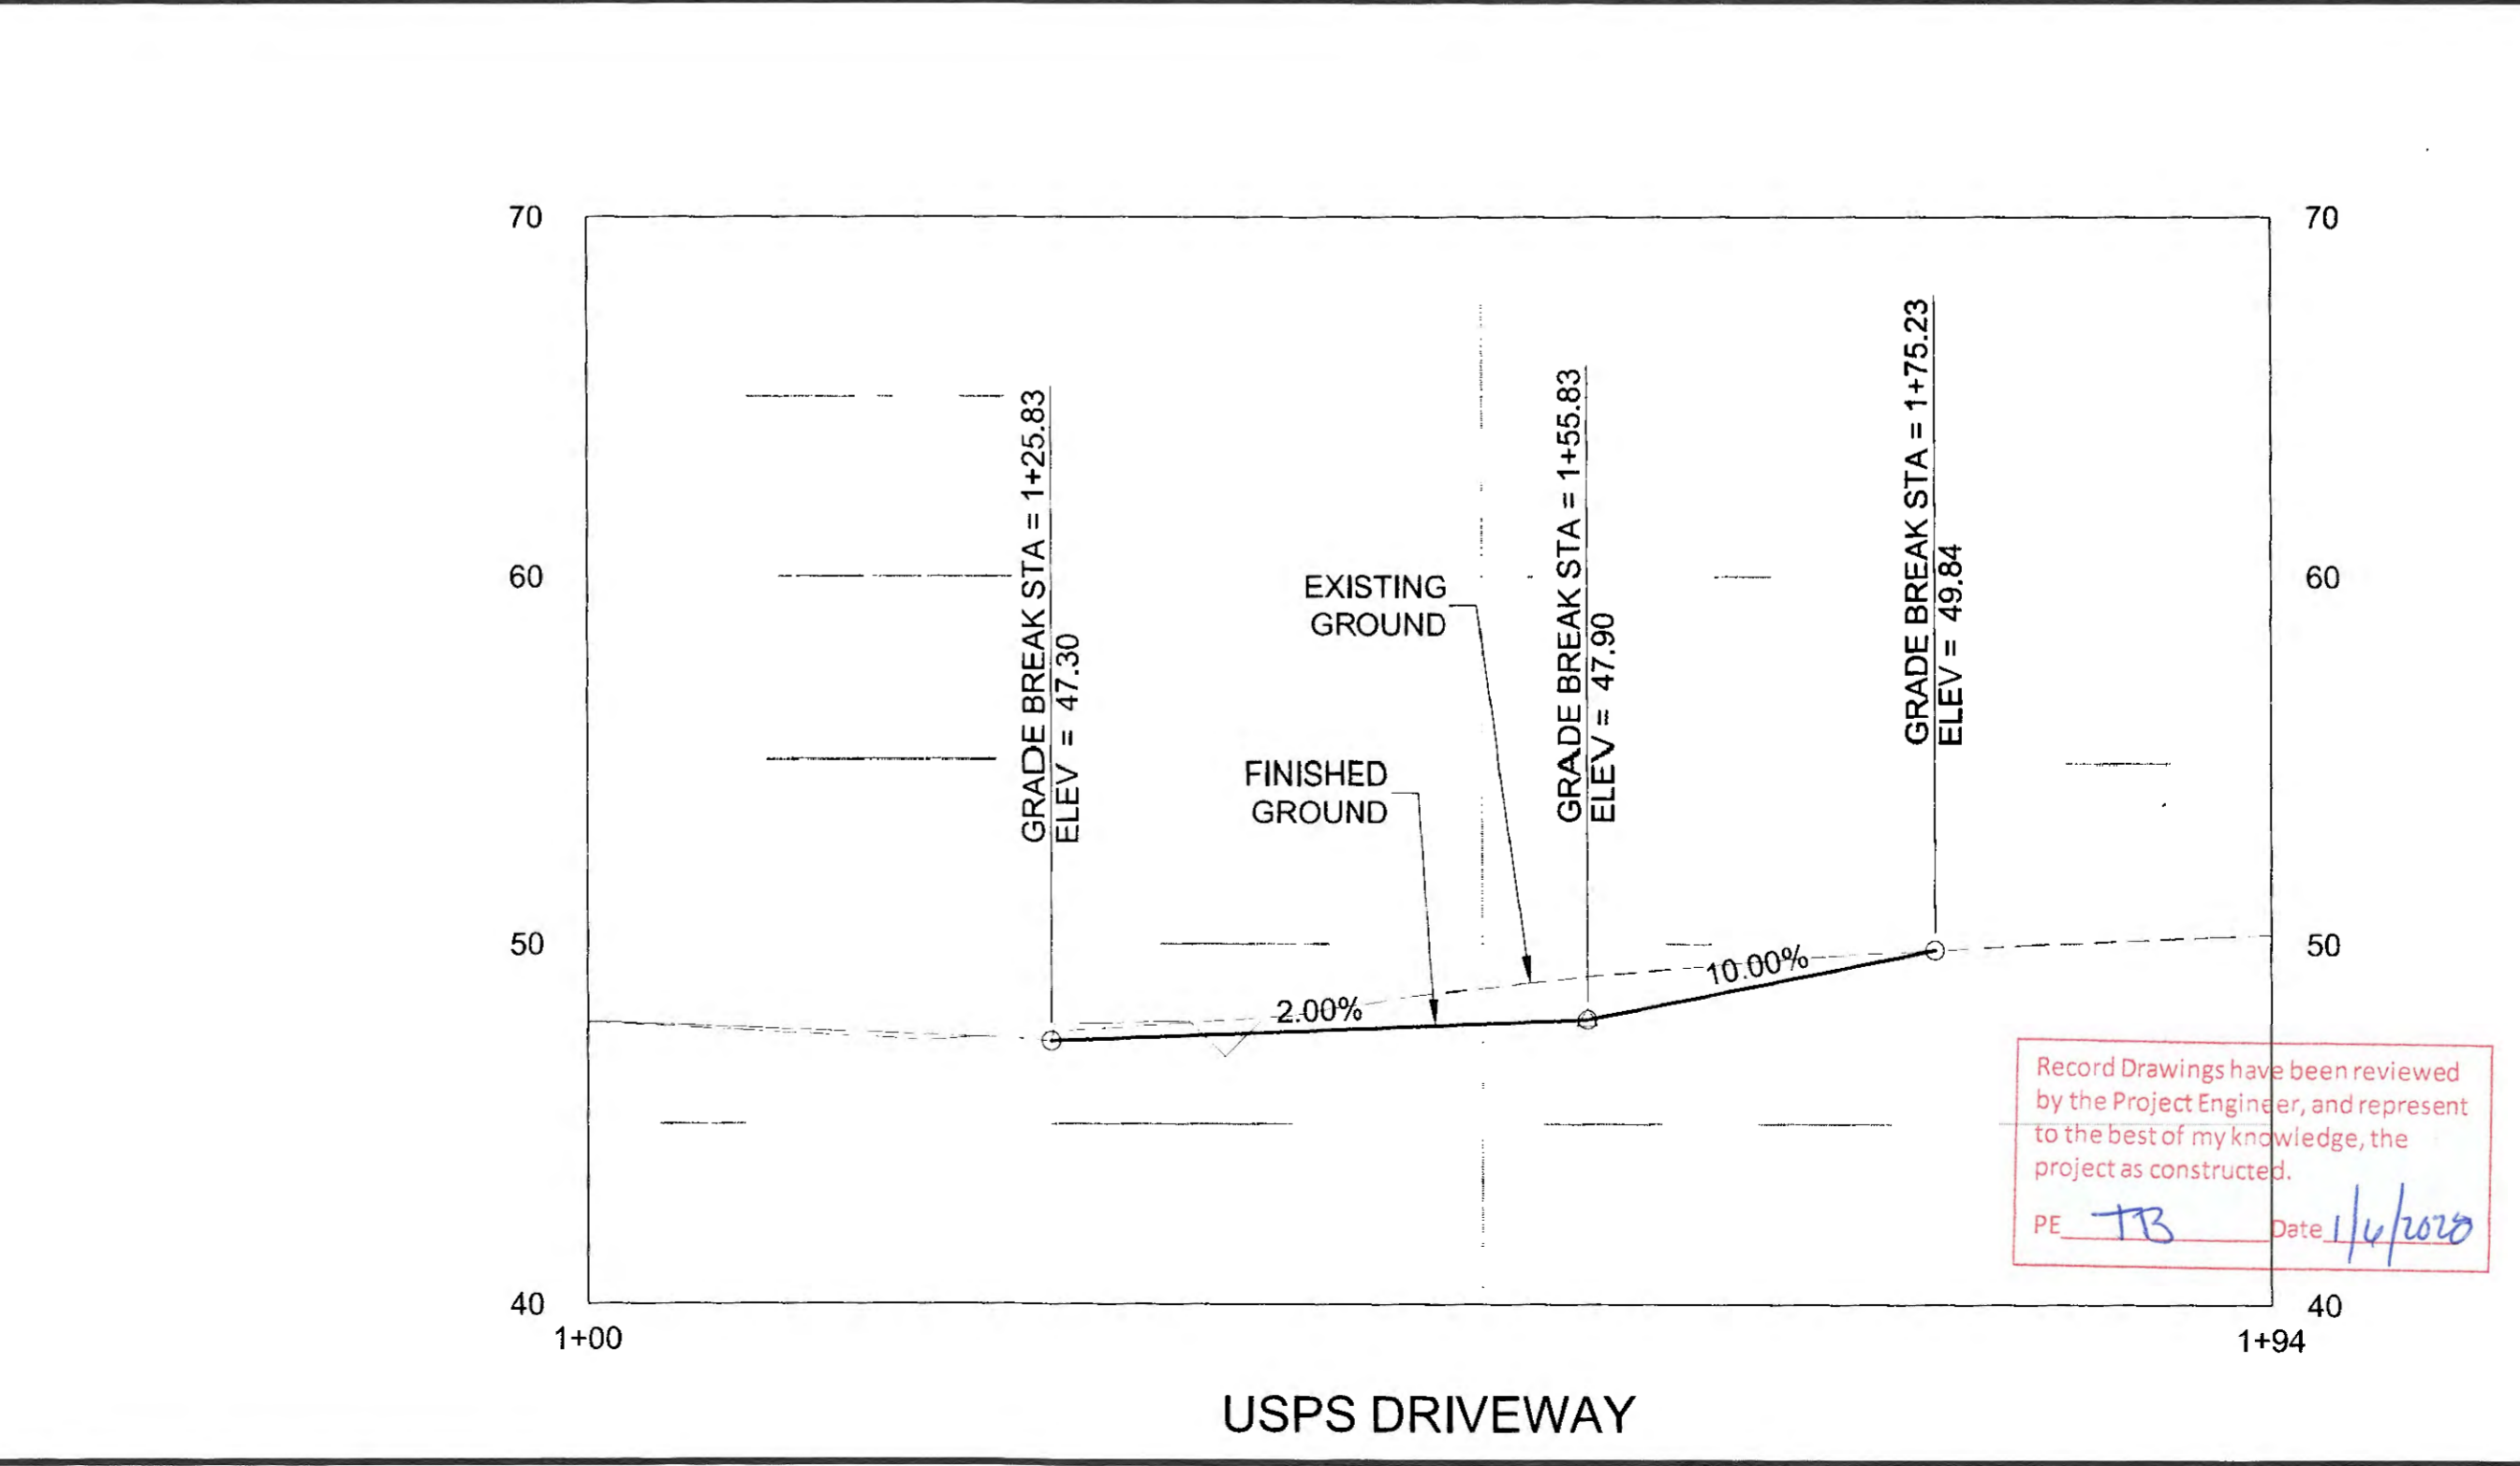 70
70
GRADE BREAK STA = 1+25.83
ELEV = 47.30
GRADE BREAK STA = 1+55.83
ELEV = 47.90
GRADE BREAK STA = 1+75.23
ELEV = 49.84
60
60
EXISTING
GROUND
FINISHED
GROUND
50
50
2.00%
10.00%
Record Drawings have been reviewed
by the Project Engineer, and represent
to the best of my knowledge, the
project as constructed.
PE TB Date 1/6/2020
40
40
1+00
1+94
USPS DRIVEWAY